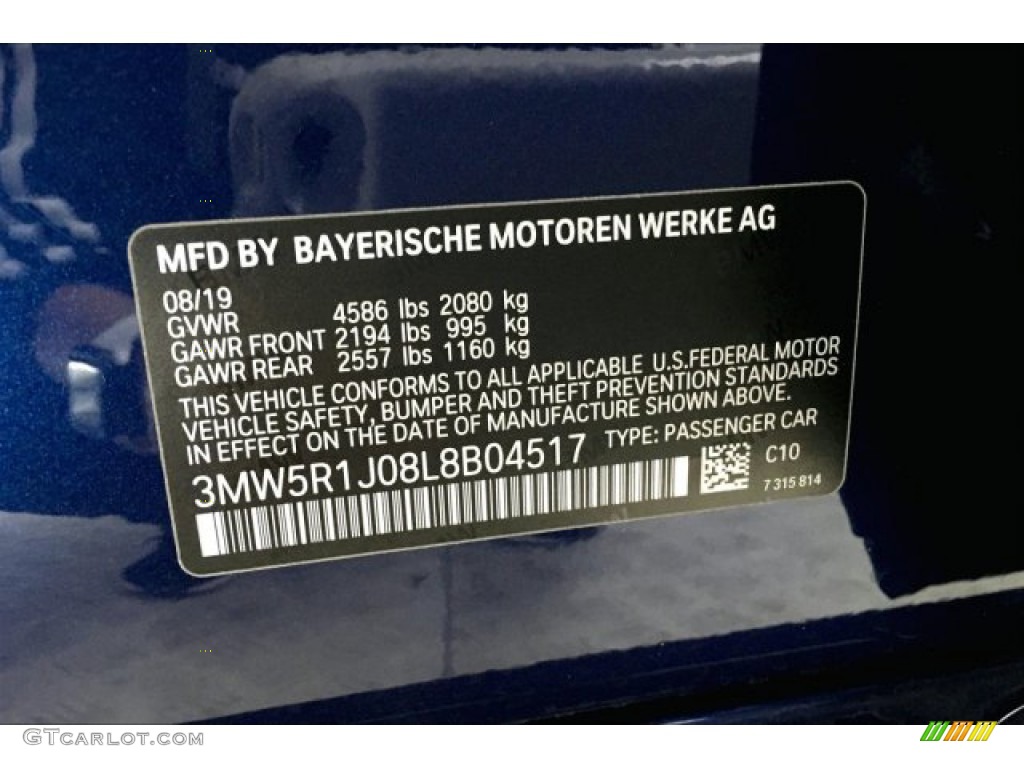 MFD BY BAYERISCHE MOTOREN WERKE AG
08/19
GVWR 4586 lbs 2080 kg
GAWR FRONT 2194 lbs 995 kg
GAWR REAR 2557 lbs 1160 kg
THIS VEHICLE CONFORMS TO ALL APPLICABLE U.S.FEDERAL MOTOR
VEHICLE SAFETY, BUMPER AND THEFT PREVENTION STANDARDS
IN EFFECT ON THE DATE OF MANUFACTURE SHOWN ABOVE.
3MW5R1J08L8B04517 TYPE: PASSENGER CAR
C10
7 315 814
GTCarLot.com